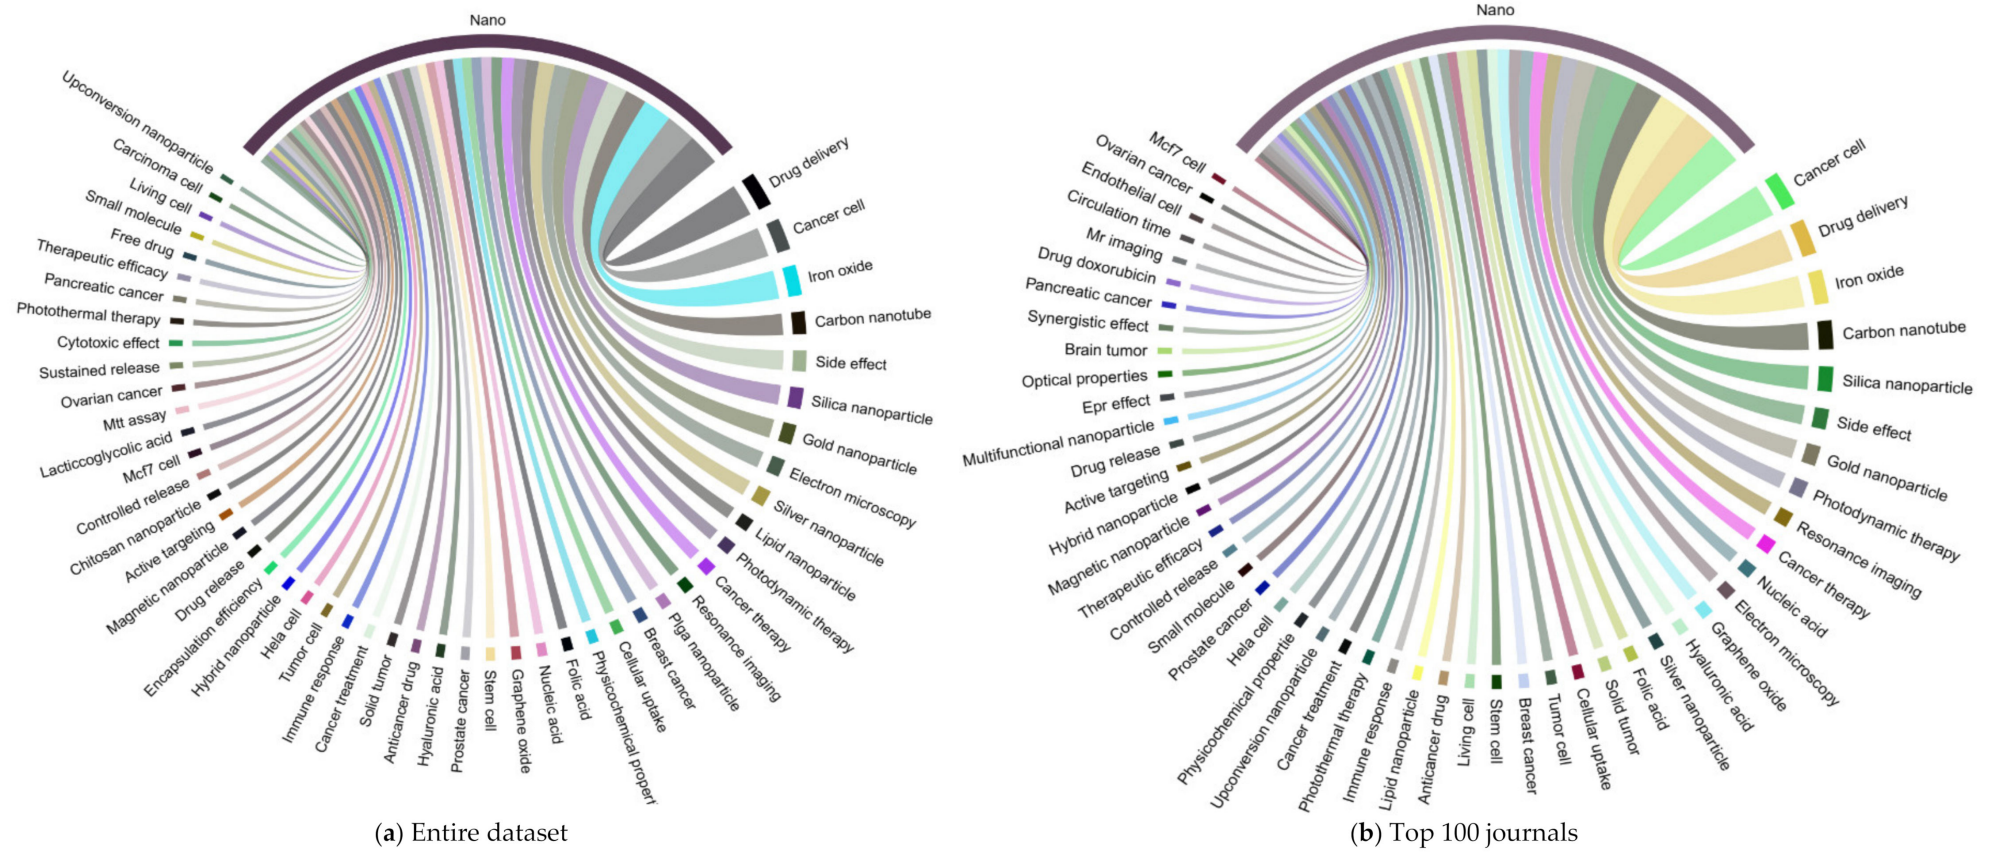 Nano
Drug delivery
Cancer cell
Iron oxide
Carbon nanotube
Side effect
Silica nanoparticle
Gold nanoparticle
Electron microscopy
Silver nanoparticle
Lipid nanoparticle
Photodynamic therapy
Cancer therapy
Resonance imaging
Plga nanoparticle
Breast cancer
Cellular uptake
Physicochemical propert
Folic acid
Nucleic acid
Graphene oxide
Stem cell
Prostate cancer
Hyaluronic acid
Anticancer drug
Solid tumor
Cancer treatment
Immune response
Tumor cell
Hela cell
Hybrid nanoparticle
Encapsulation efficiency
Drug release
Magnetic nanoparticle
Active targeting
Chitosan nanoparticle
Controlled release
Mcf7 cell
Lacticcoglycolic acid
Mtt assay
Ovarian cancer
Sustained release
Cytotoxic effect
Photothermal therapy
Pancreatic cancer
Therapeutic efficacy
Free drug
Small molecule
Living cell
Carcinoma cell
Upconversion nanoparticle
(a) Entire dataset
Nano
Cancer cell
Drug delivery
Iron oxide
Carbon nanotube
Silica nanoparticle
Side effect
Gold nanoparticle
Photodynamic therapy
Resonance imaging
Cancer therapy
Nucleic acid
Electron microscopy
Graphene oxide
Hyaluronic acid
Silver nanoparticle
Folic acid
Solid tumor
Cellular uptake
Tumor cell
Breast cancer
Stem cell
Living cell
Anticancer drug
Lipid nanoparticle
Immune response
Photothermal therapy
Cancer treatment
Upconversion nanoparticle
Physicochemical propertie
Hela cell
Prostate cancer
Small molecule
Controlled release
Therapeutic efficacy
Magnetic nanoparticle
Hybrid nanoparticle
Active targeting
Drug release
Multifunctional nanoparticle
Epr effect
Optical properties
Brain tumor
Synergistic effect
Pancreatic cancer
Drug doxorubicin
Mr imaging
Circulation time
Endothelial cell
Ovarian cancer
Mcf7 cell
(b) Top 100 journals